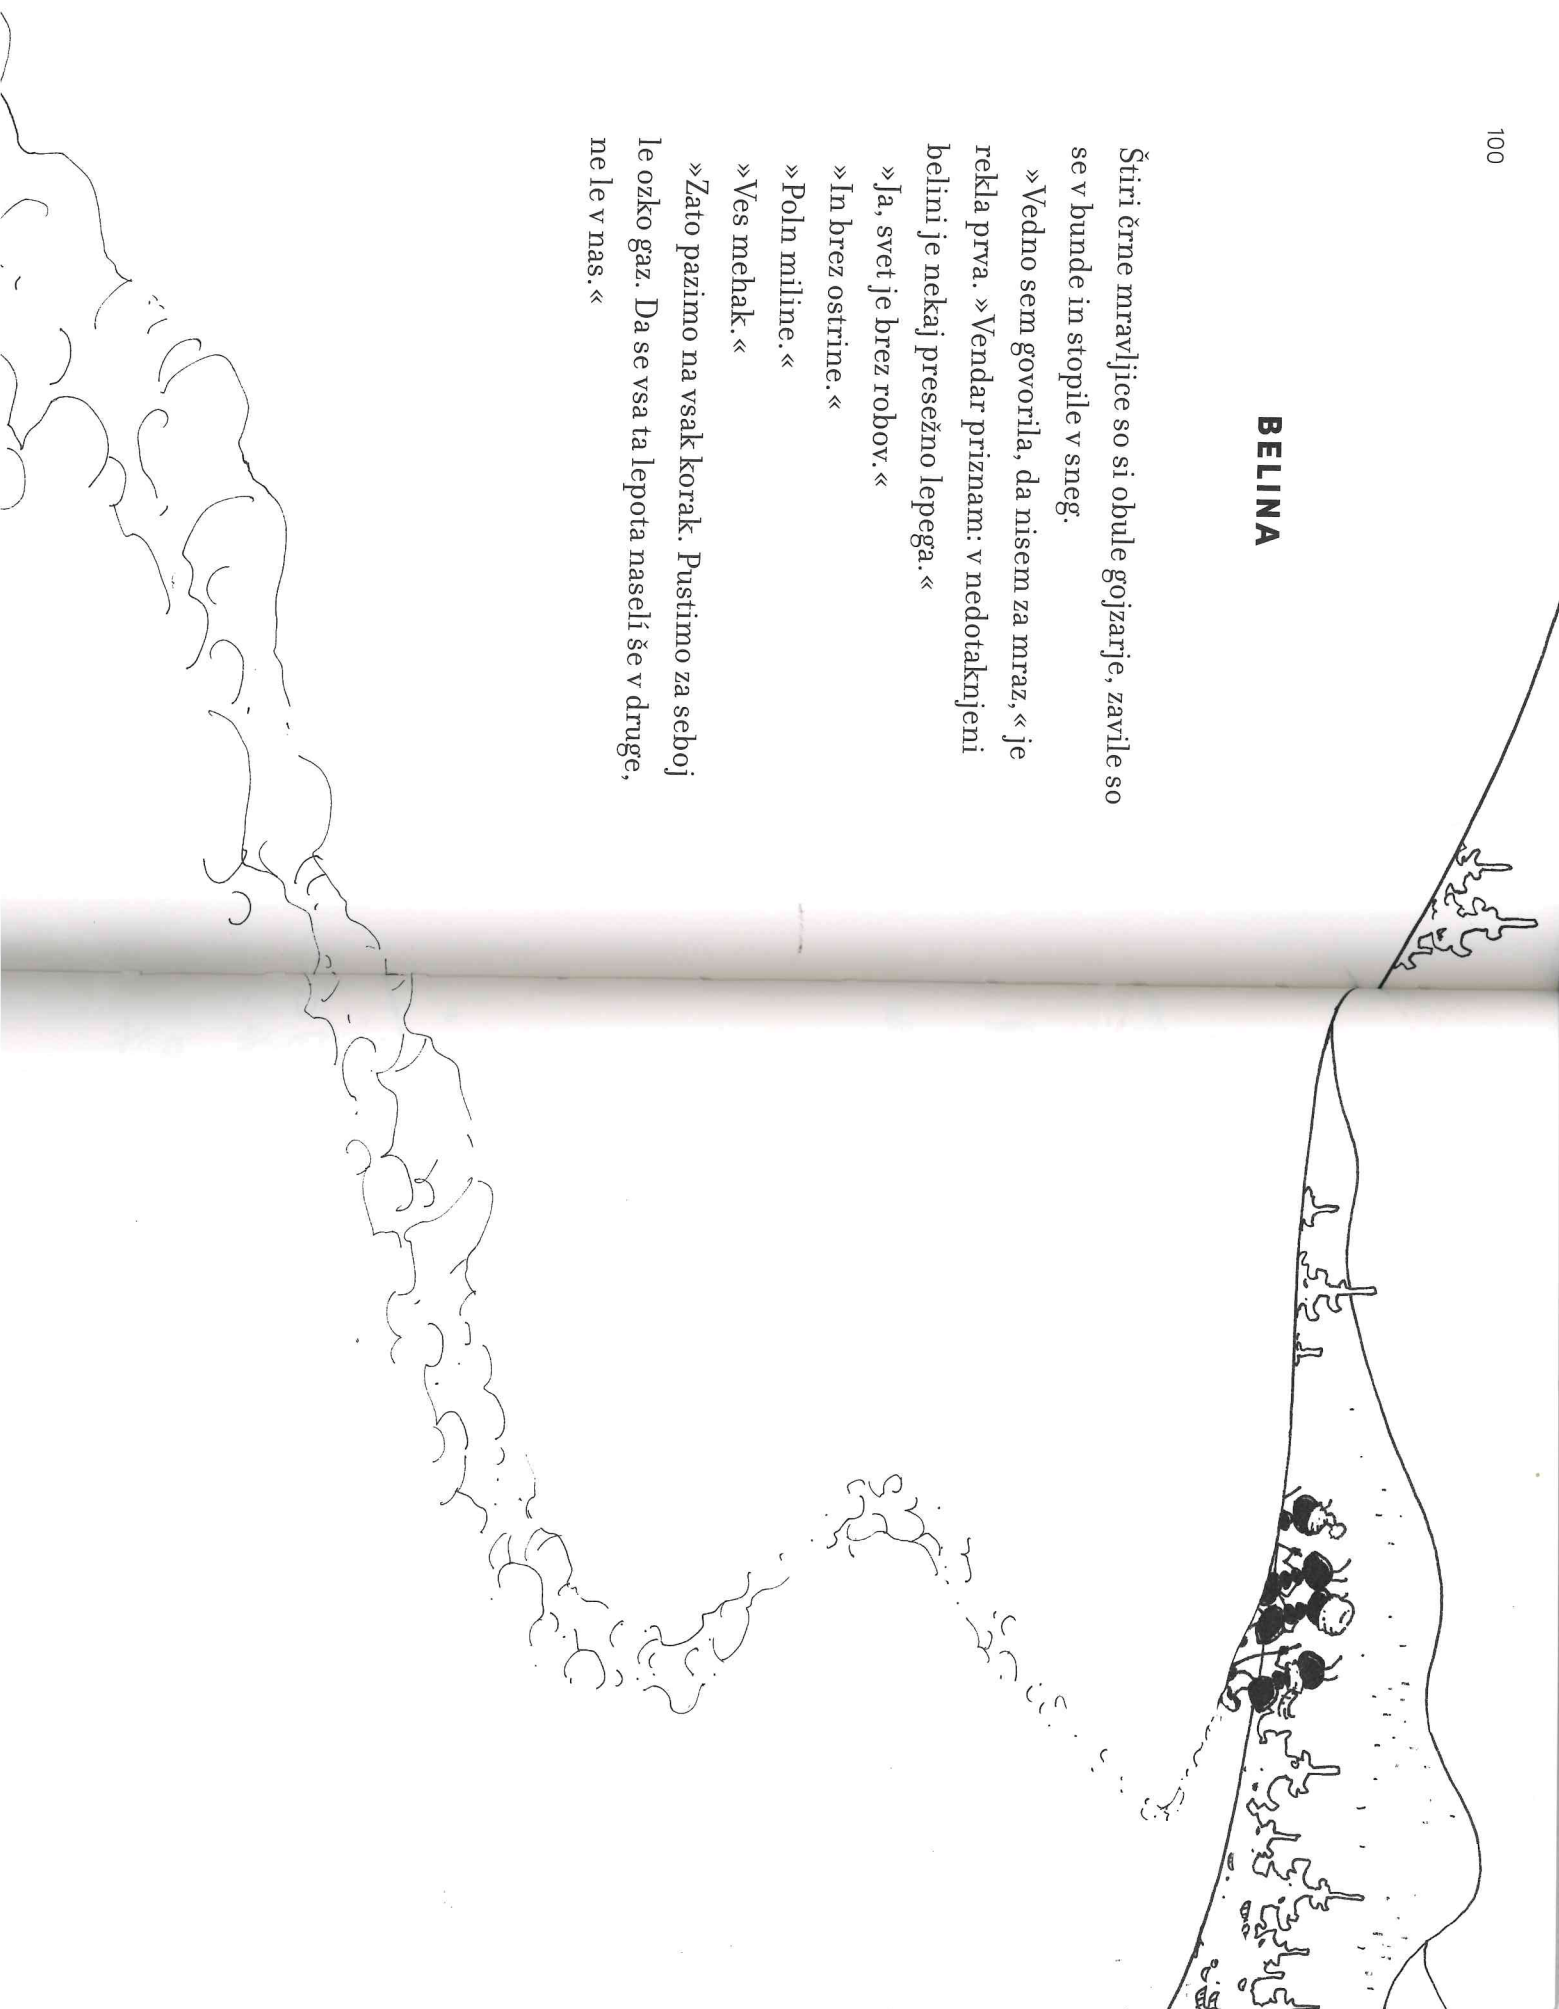 100
BELINA
Štiri črne mravljice so si obule gojzarje, zavile so
se v bunde in stopile v sneg.
»Vedno sem govorila, da nisem za mraz,« je
rekla prva. »Vendar priznam: v nedotaknjeni
belini je nekaj presežno lepega.«
»Ja, svet je brez robov.«
»In brez ostrine.«
»Poln miline.«
»Ves mehak.«
»Zato pazimo na vsak korak. Pustimo za seboj
le ozko gaz. Da se vsa ta lepota naselí še v druge,
ne le v nas.«